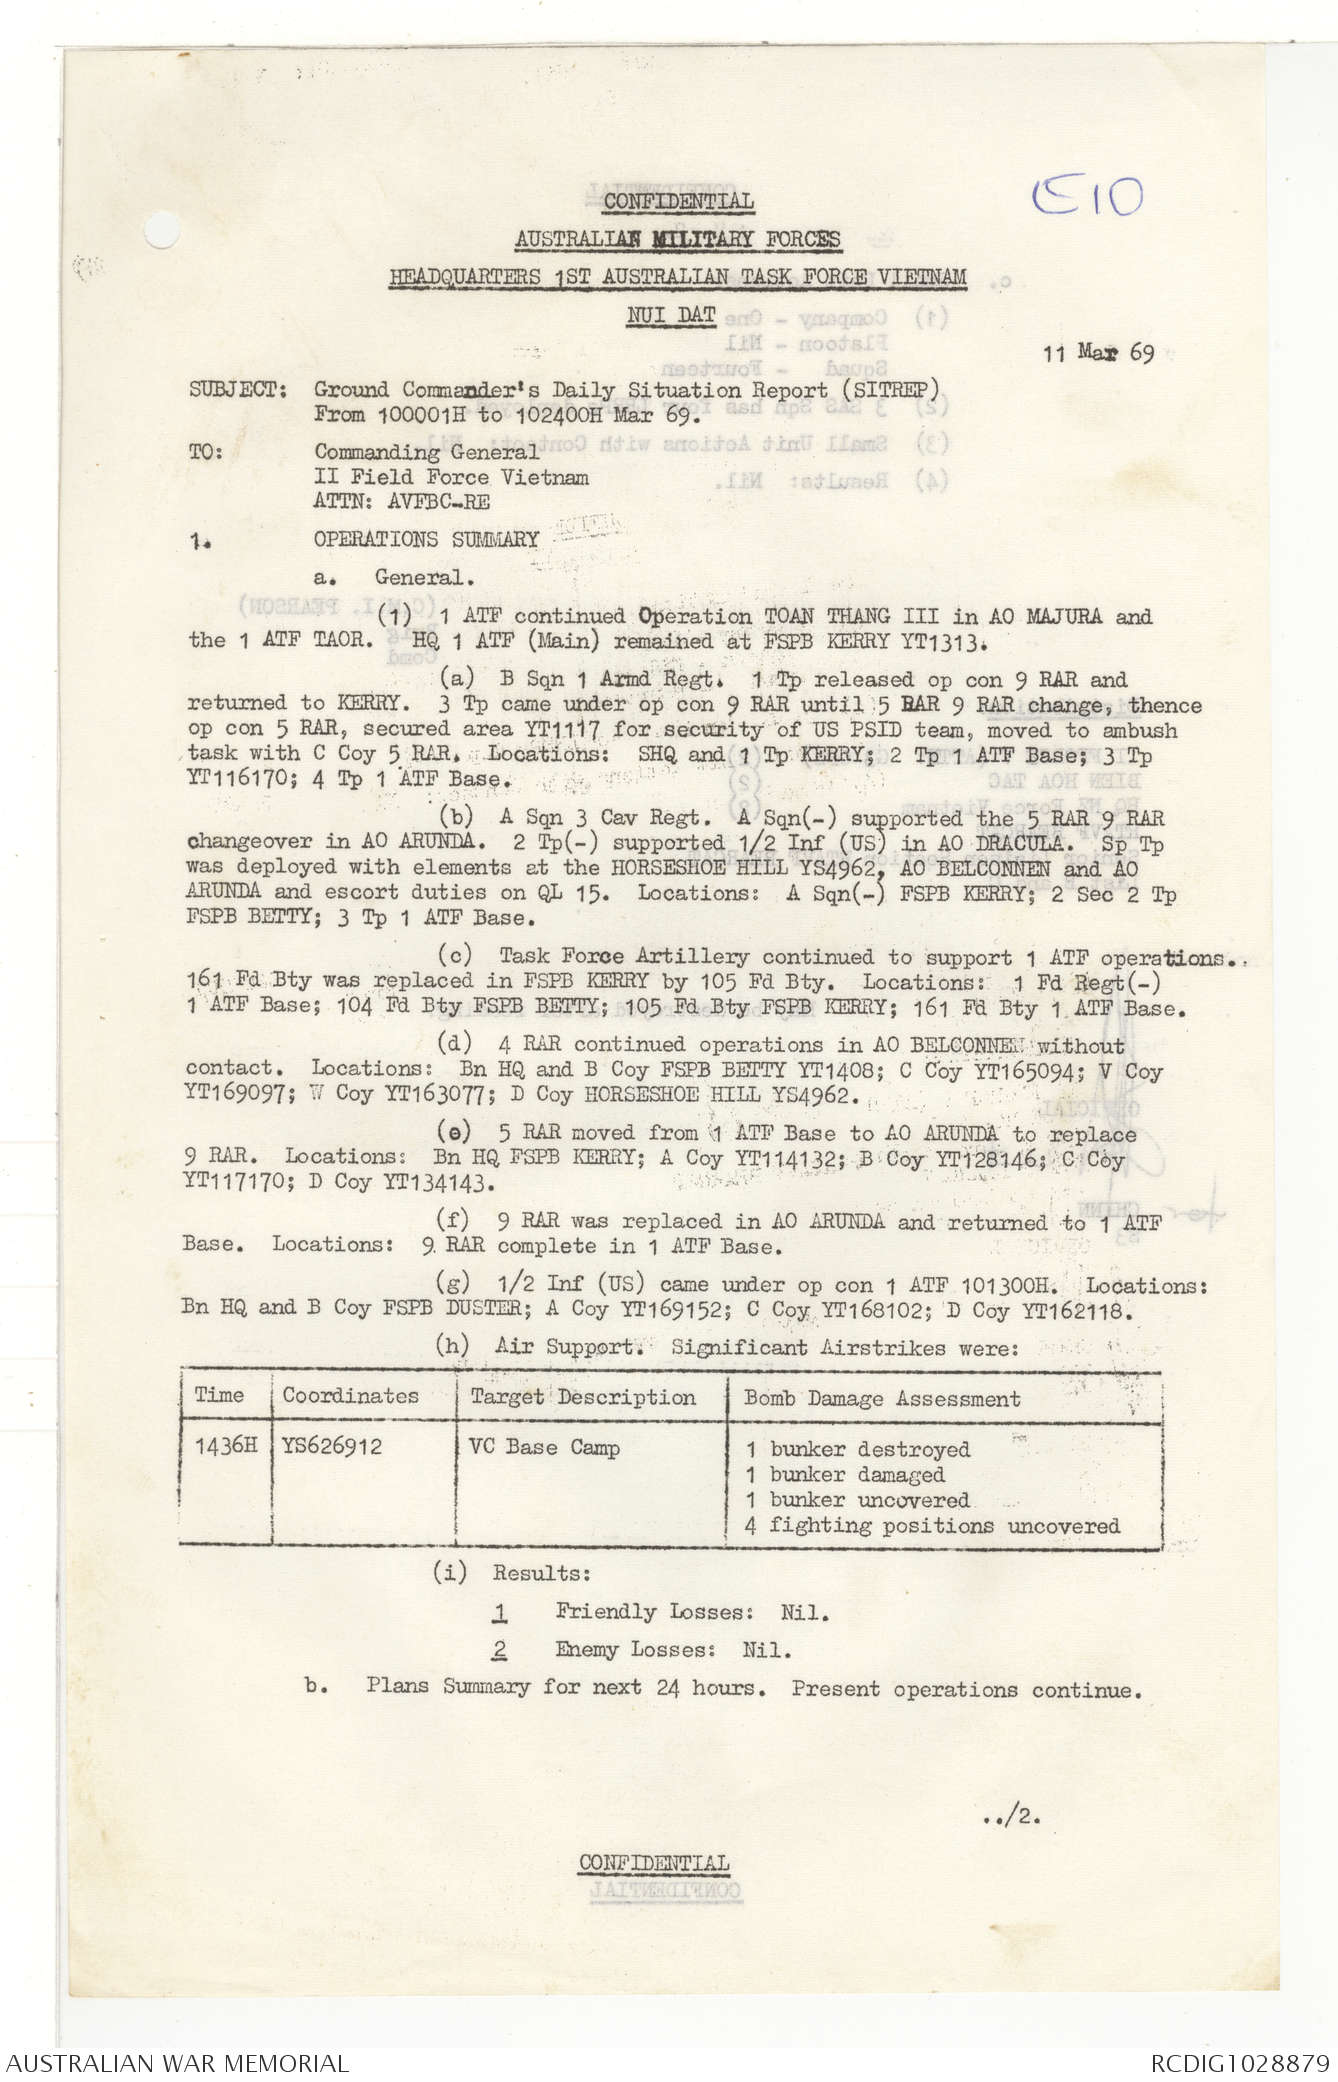 CONFIDENTIAL
E10
AUSTRALIAN MILITARY FORCES
HEADQUARTERS 1ST AUSTRALIAN TASK FORCE VIETNAM
NUI DAT
11 Mar 69
SUBJECT: Ground Commander's Daily Situation Report (SITREP)
From 100001H to 102400H Mar 69.
TO: Commanding General
II Field Force Vietnam
ATTN: AVFBC-RE
1. OPERATIONS SUMMARY
a. General.
(1) 1 ATF continued Operation TOAN THANG III in AO MAJURA and
the 1 ATF TAOR. HQ 1 ATF (Main) remained at FSPB KERRY YT1313.
(a) B Sqn 1 Armd Regt. 1 Tp released op con 9 RAR and
returned to KERRY. 3 Tp came under op con 9 RAR until 5 RAR 9 RAR change, thence
op con 5 RAR, secured area YT1117 for security of US PSID team, moved to ambush
task with C Coy 5 RAR. Locations: SHQ and 1 Tp KERRY; 2 Tp 1 ATF Base; 3 Tp
YT116170; 4 Tp 1 ATF Base.
(b) A Sqn 3 Cav Regt. A Sqn(-) supported the 5 RAR 9 RAR
changeover in AO ARUNDA. 2 Tp(-) supported 1/2 Inf (US) in AO DRACULA. Sp Tp
was deployed with elements at the HORSESHOE HILL YS4962, AO BELCONNEN and AO
ARUNDA and escort duties on QL 15. Locations: A Sqn(-) FSPB KERRY; 2 Sec 2 Tp
FSPB BETTY; 3 Tp 1 ATF Base.
(c) Task Force Artillery continued to support 1 ATF operations..
161 Fd Bty was replaced in FSPB KERRY by 105 Fd Bty. Locations: 1 Fd Regt(-)
1 ATF Base; 104 Fd Bty FSPB BETTY; 105 Fd Bty FSPB KERRY; 161 Fd Bty 1 ATF Base.
(d) 4 RAR continued operations in AO BELCONNEN without
contact. Locations: Bn HQ and B Coy FSPB BETTY YT1408; C Coy YT165094; V Coy
YT169097; W Coy YT163077; D Coy HORSESHOE HILL YS4962.
(e) 5 RAR moved from 1 ATF Base to AO ARUNDA to replace
9 RAR. Locations: Bn HQ FSPB KERRY; A Coy YT114132; B Coy YT128146; C Coy
YT117170; D Coy YT134143.
(f) 9 RAR was replaced in AO ARUNDA and returned to 1 ATF
Base. Locations: 9 RAR complete in 1 ATF Base.
(g) 1/2 Inf (US) came under op con 1 ATF 101300H. Locations:
Bn HQ and B Coy FSPB DUSTER; A Coy YT169152; C Coy YT168102; D Coy YT162118.
(h) Air Support. Significant Airstrikes were:
Time Coordinates Target Description Bomb Damage Assessment
1436H YS626912 VC Base Camp 1 bunker destroyed
1 bunker damaged
1 bunker uncovered
4 fighting positions uncovered
(i) Results:
1 Friendly Losses: Nil.
2 Enemy Losses: Nil.
b. Plans Summary for next 24 hours. Present operations continue.
../2.
CONFIDENTIAL
AUSTRALIAN WAR MEMORIAL
RCDIG1028879